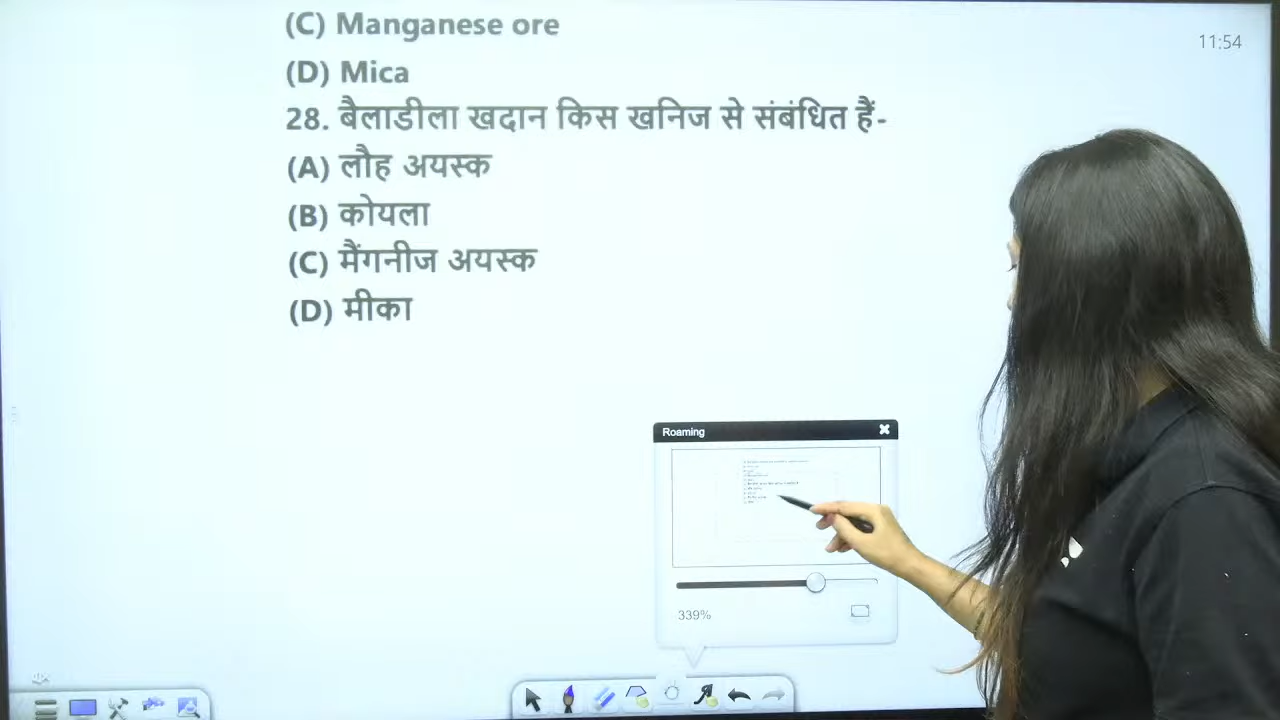 (C) Manganese ore
11:54
(D) Mica
28. बैलाडीला खदान किस खनिज से संबंधित हैं-
(A) लौह अयस्क
(B) कोयला
(C) मैंगनीज अयस्क
(D) मीका
Roaming
339%